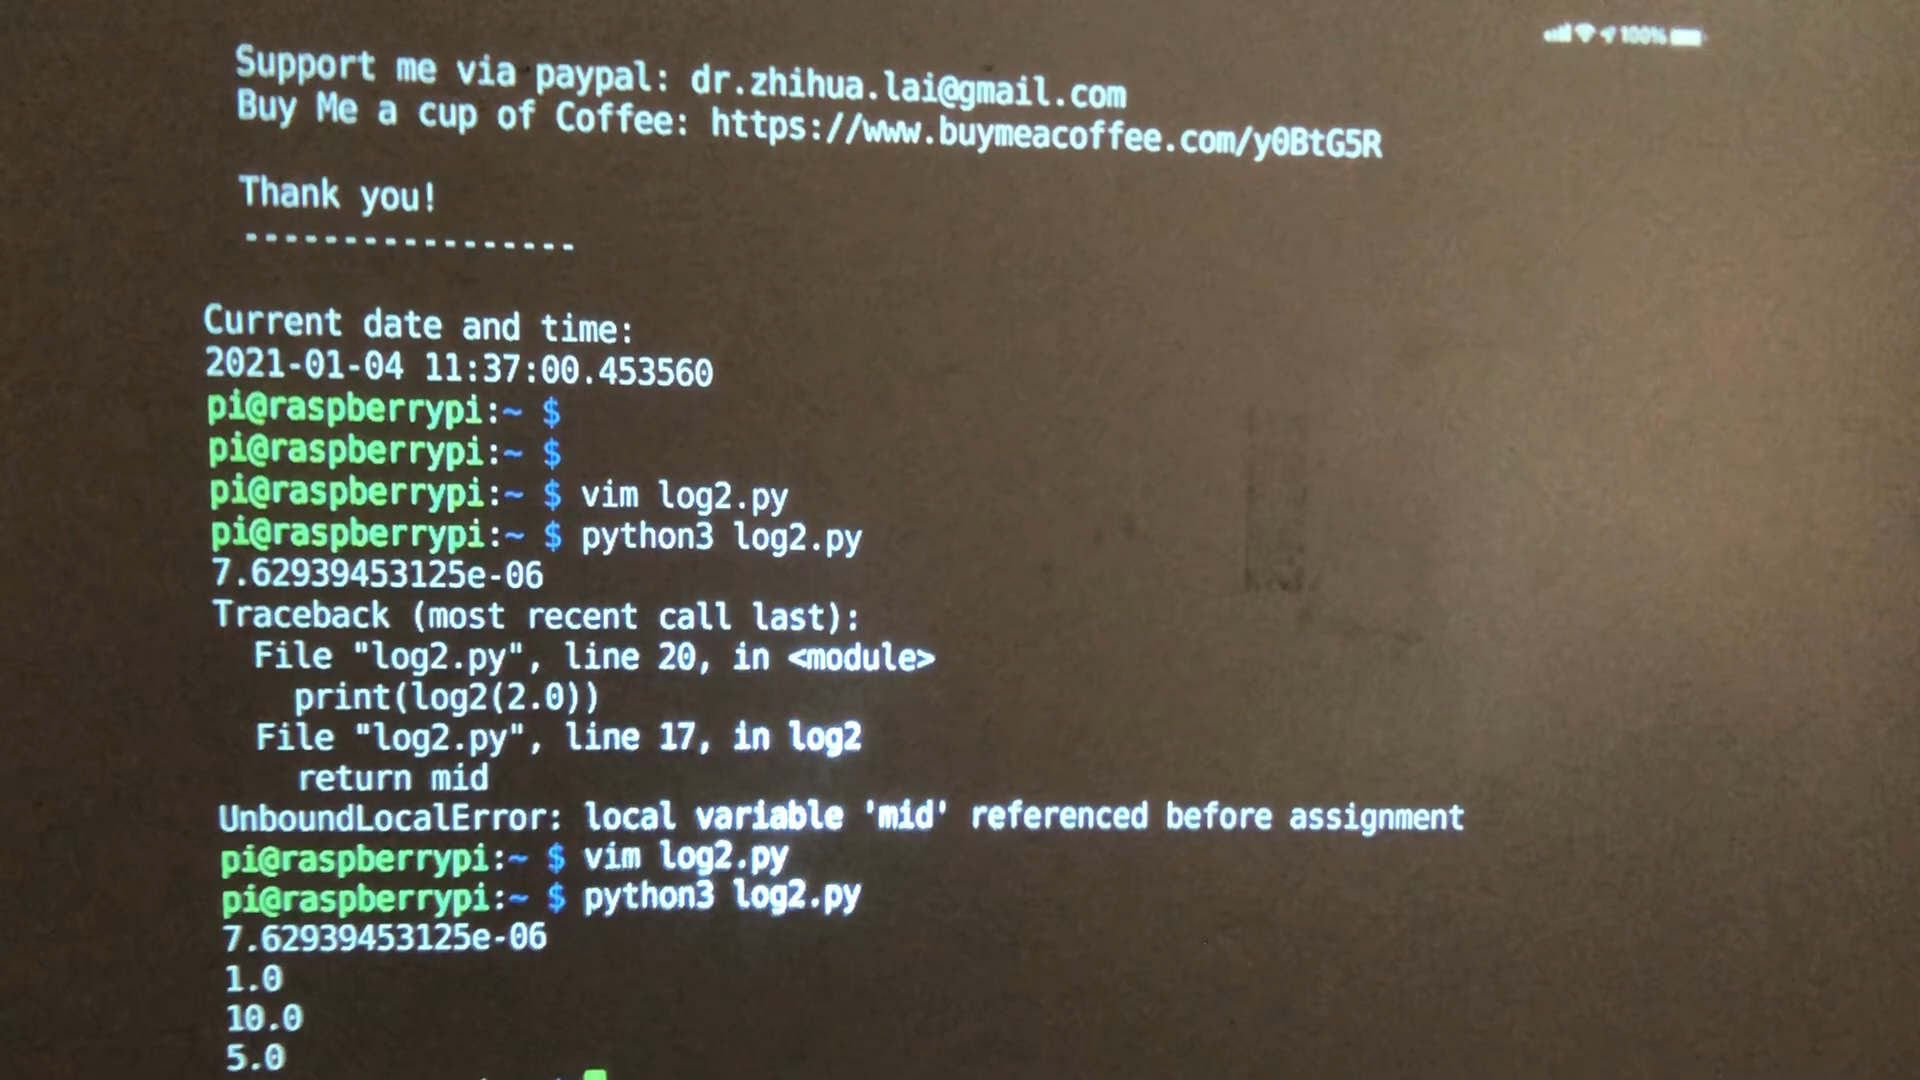 100%
Support me via paypal: dr.zhihua.lai@gmail.com
Buy Me a cup of Coffee: https://www.buymeacoffee.com/y0BtG5R
Thank you!
-----------------
Current date and time:
2021-01-04 11:37:00.453560
pi@raspberrypi:~ $
pi@raspberrypi:~ $
pi@raspberrypi:~ $ vim log2.py
pi@raspberrypi:~ $ python3 log2.py
7.62939453125e-06
Traceback (most recent call last):
File "log2.py", line 20, in <module>
print(log2(2.0))
File "log2.py", line 17, in log2
return mid
UnboundLocalError: local variable 'mid' referenced before assignment
pi@raspberrypi:~ $ vim log2.py
pi@raspberrypi:~ $ python3 log2.py
7.62939453125e-06
1.0
10.0
5.0